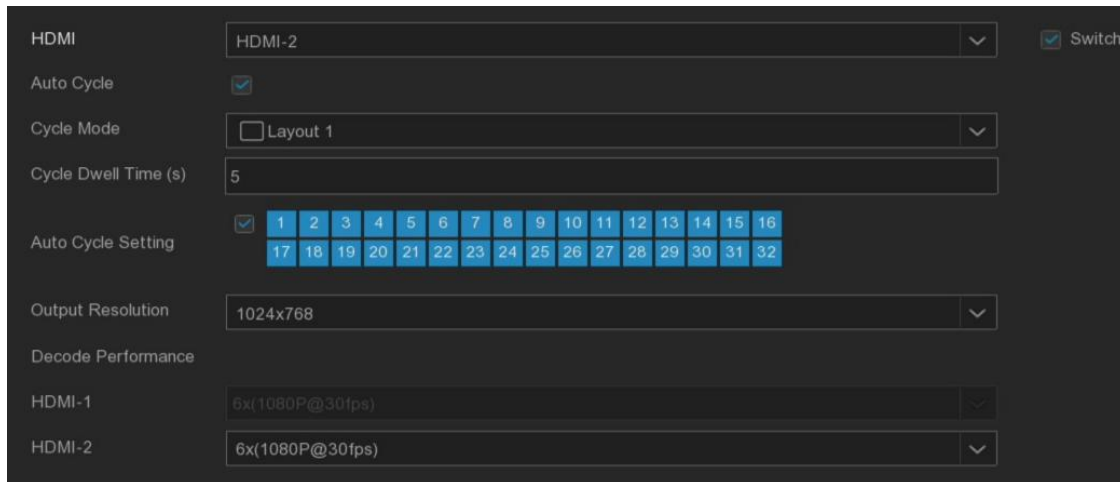 HDMI HDMI-2 Switch
Auto Cycle
Cycle Mode Layout 1
Cycle Dwell Time (s) 5
1 2 3 4 5 6 7 8 9 10 11 12 13 14 15 16
Auto Cycle Setting
17 18 19 20 21 22 23 24 25 26 27 28 29 30 31 32
Output Resolution 1024x768
Decode Performance
HDMI-1 6x(1080P@30fps)
HDMI-2 6x(1080P@30fps)